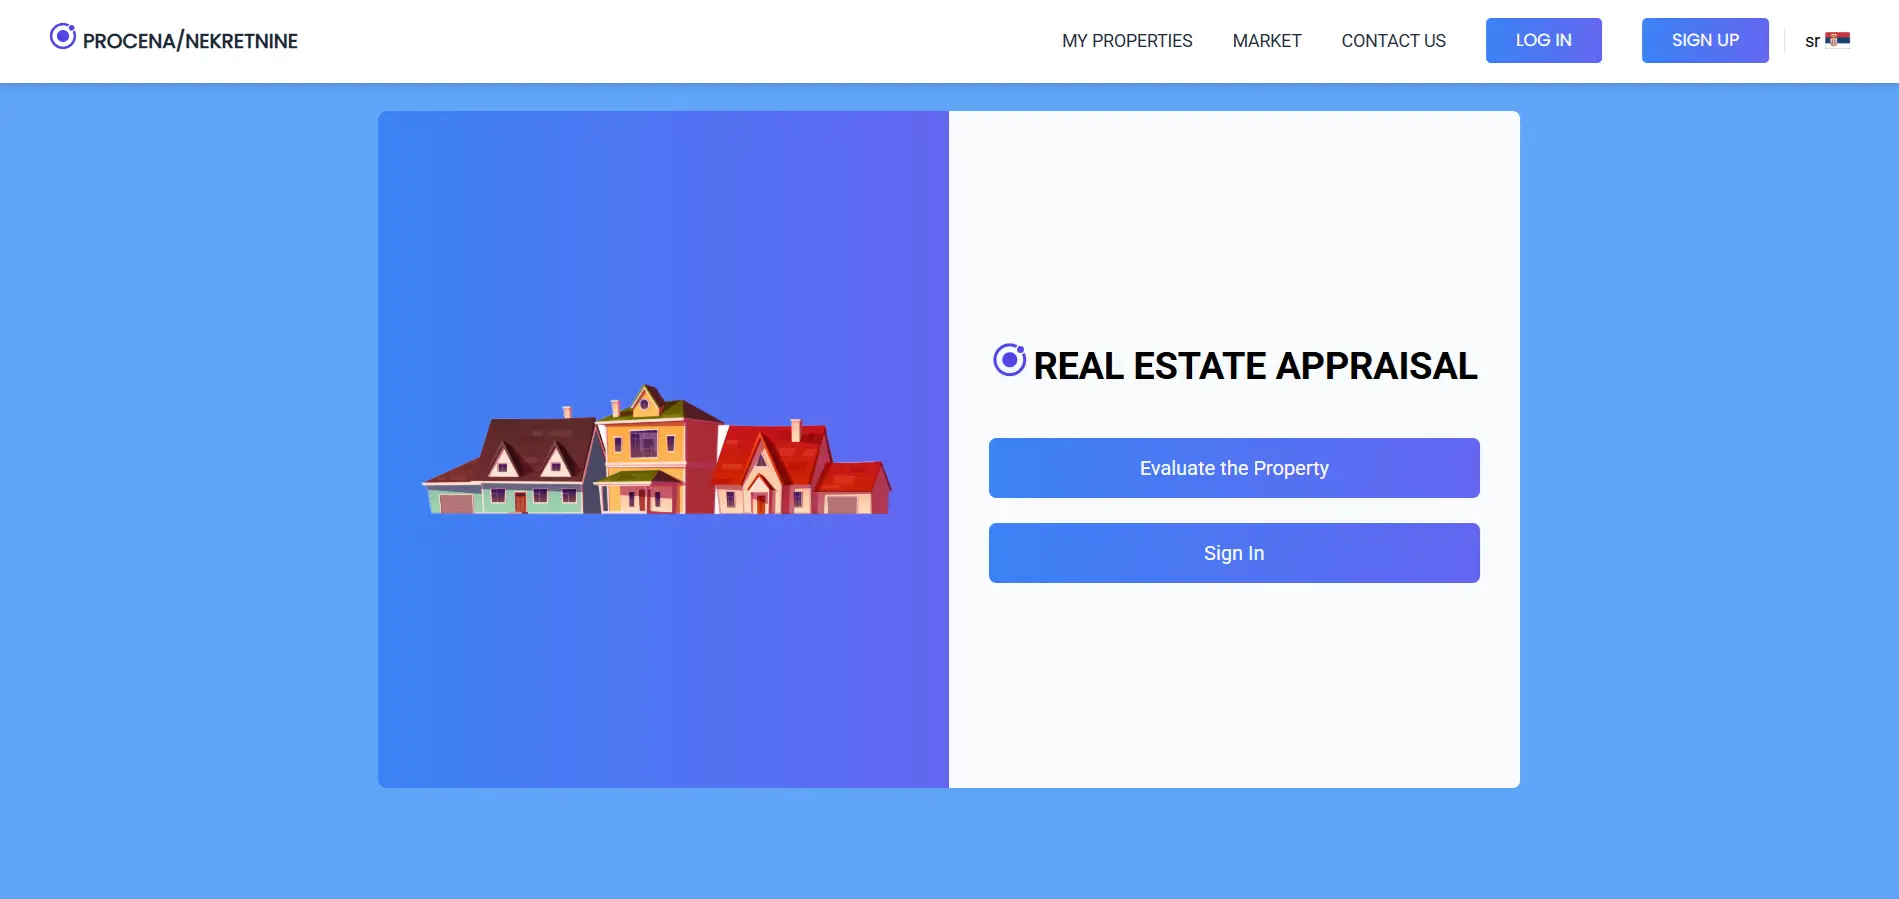 PROCENA/NEKRETNINE
MY PROPERTIES
MARKET
CONTACT US
LOG IN
SIGN UP
sr
REAL ESTATE APPRAISAL
Evaluate the Property
Sign In